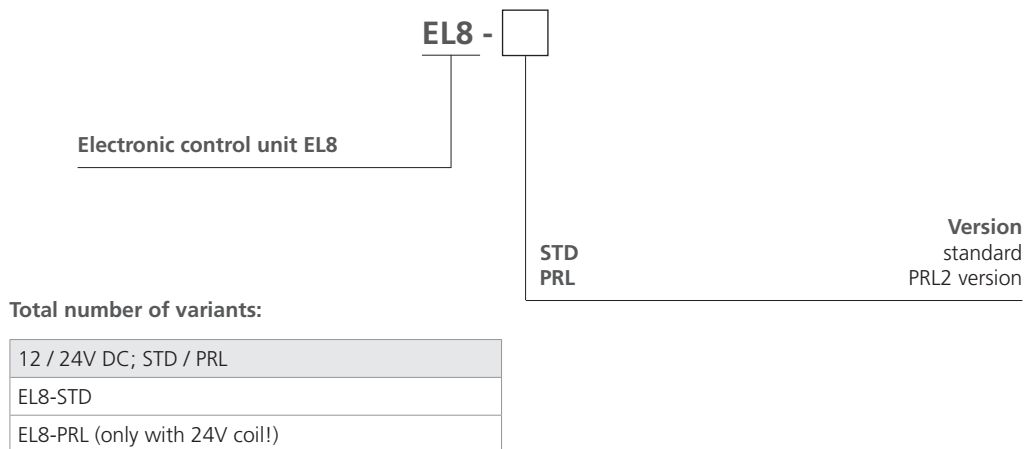 EL8 -
Electronic control unit EL8
Version
STD standard
PRL PRL2 version
Total number of variants:
12 / 24V DC; STD / PRL
EL8-STD
EL8-PRL (only with 24V coil!)